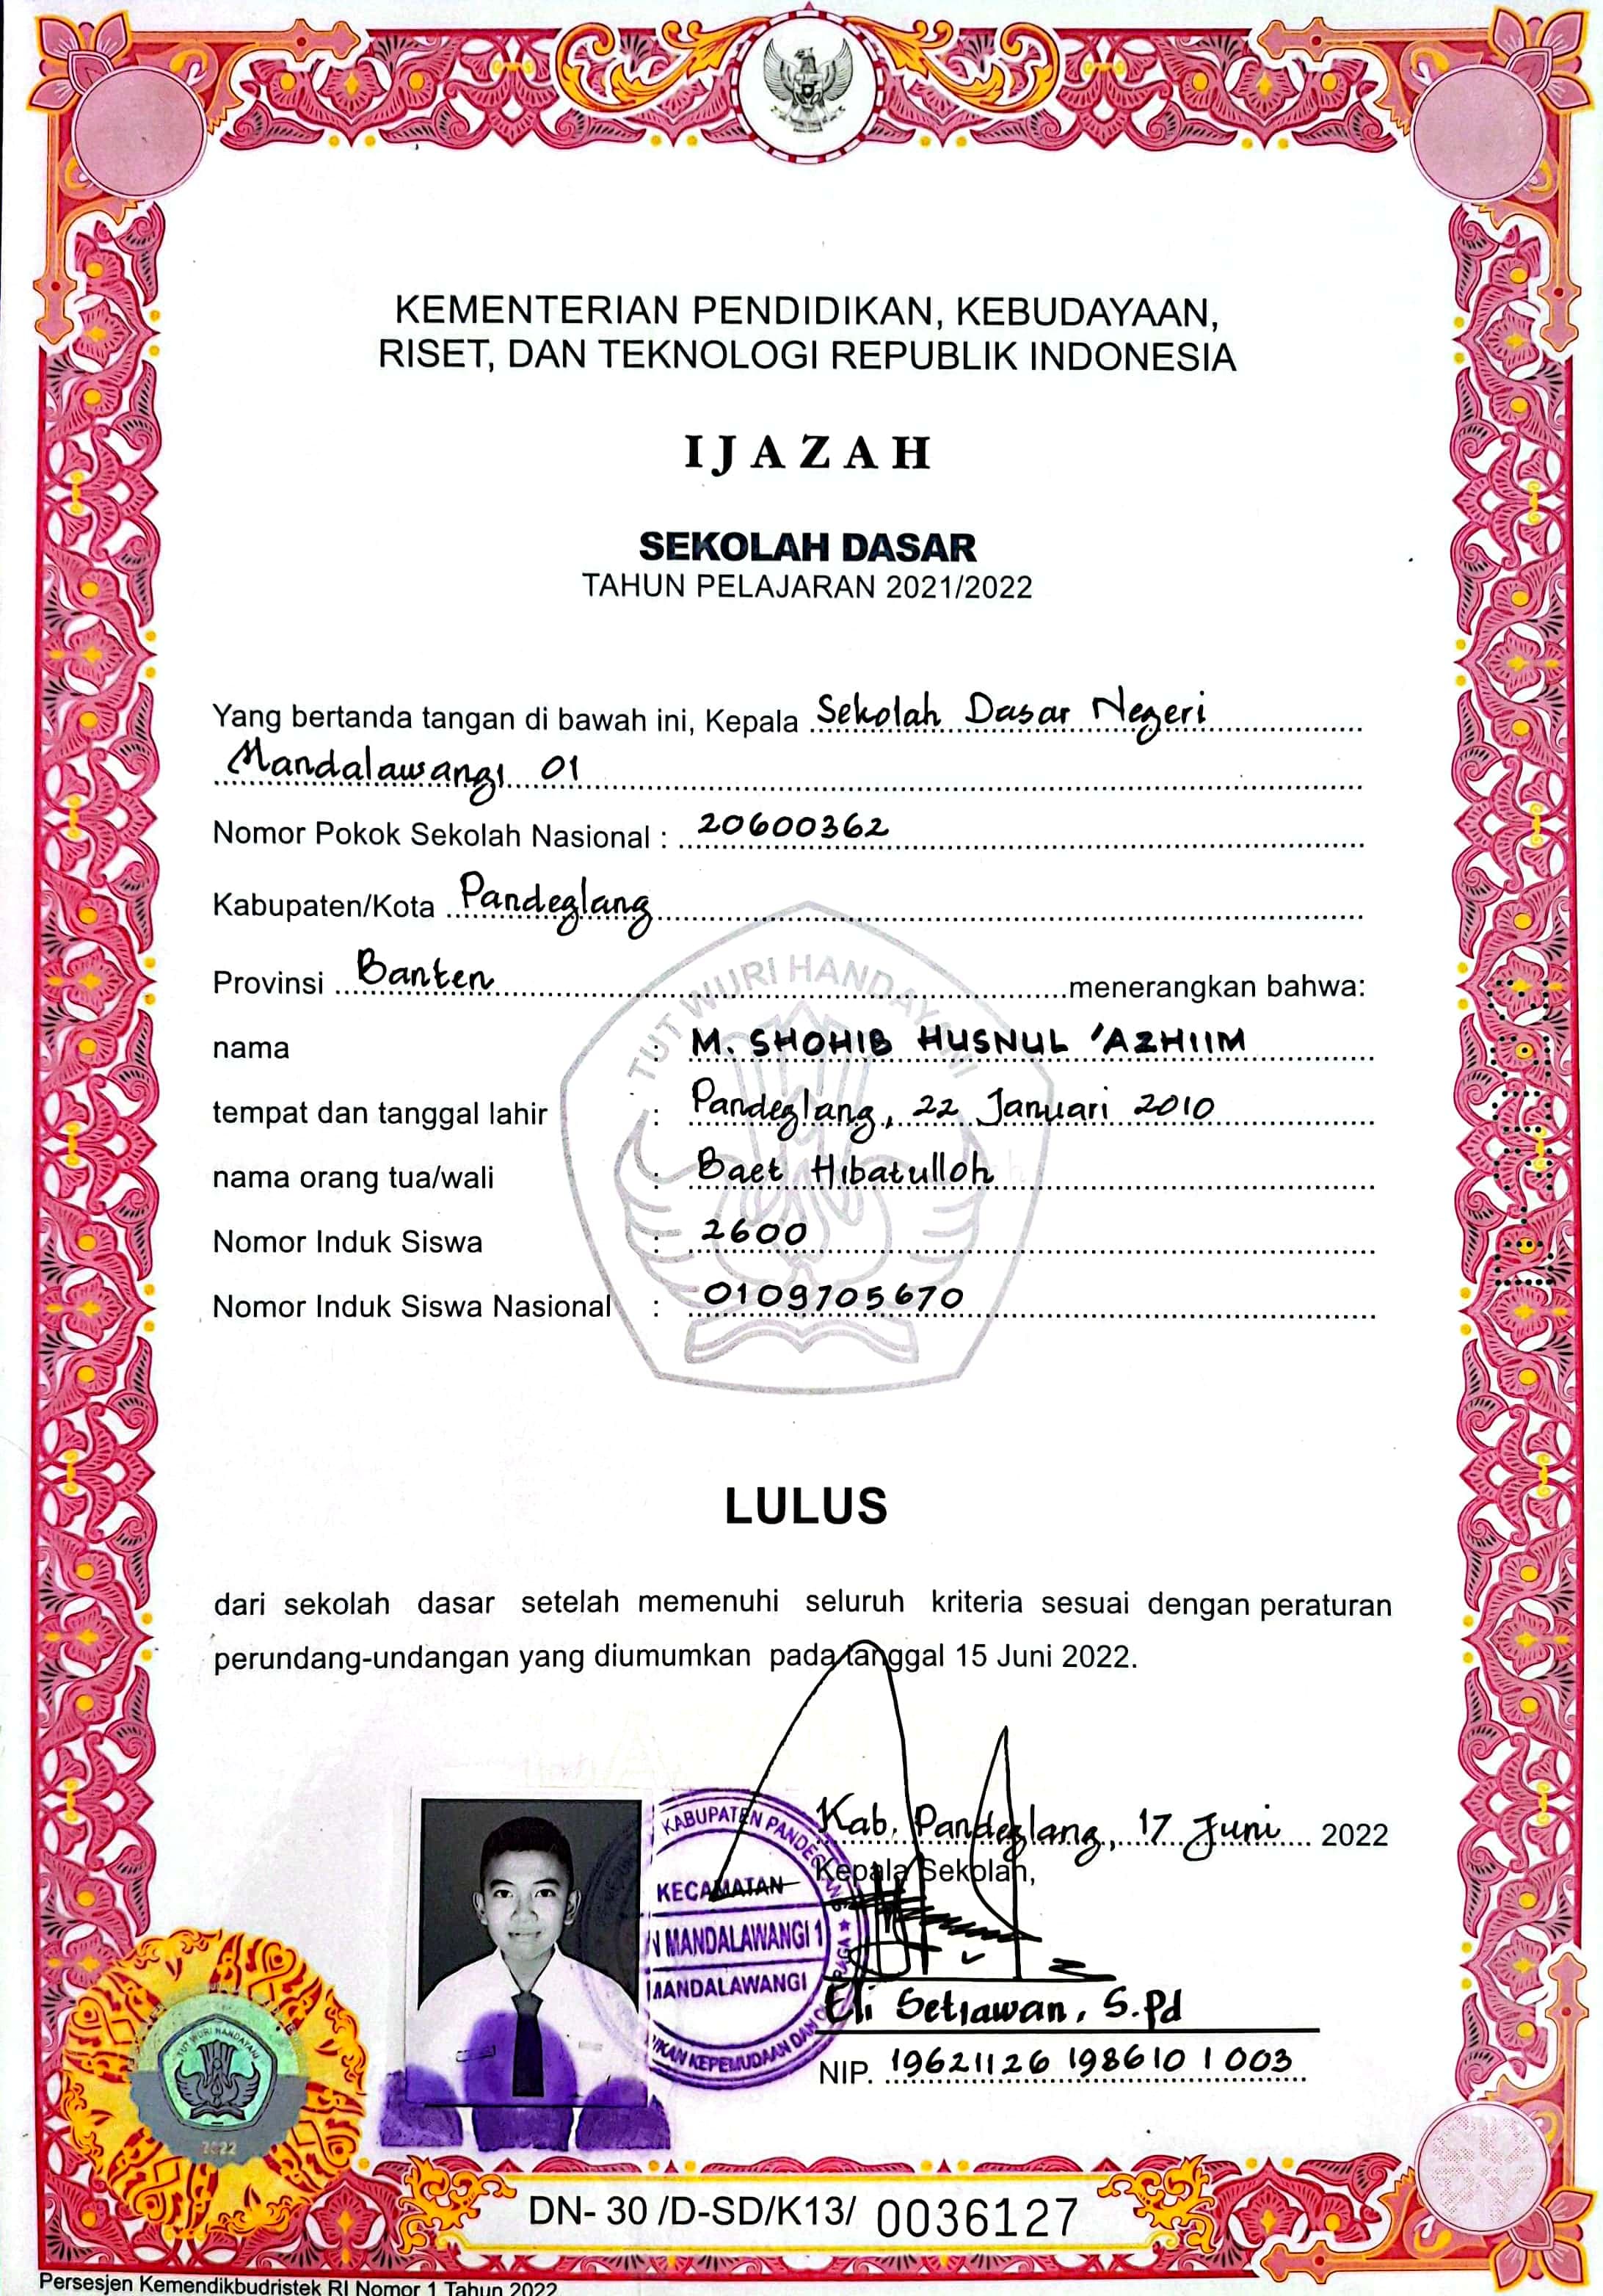 KEMENTERIAN PENDIDIKAN, KEBUDAYAAN,
RISET, DAN TEKNOLOGI REPUBLIK INDONESIA
IJAZAH
SEKOLAH DASAR
TAHUN PELAJARAN 2021/2022
Yang bertanda tangan di bawah ini, Kepala Sekolah Dasar Negeri
Mandalawangi 01
Nomor Pokok Sekolah Nasional : 20600362
Kabupaten/Kota Pandeglang
Provinsi Banten menerangkan bahwa:
TUT WURI HANDAYANI
nama : M. SHOHIB HUSNUL 'AZHIIM
tempat dan tanggal lahir : Pandeglang, 22 Januari 2010
nama orang tua/wali : Baet Hibatulloh
Nomor Induk Siswa : 2600
Nomor Induk Siswa Nasional : 0109705670
LULUS
dari sekolah dasar setelah memenuhi seluruh kriteria sesuai dengan peraturan
perundang-undangan yang diumumkan pada tanggal 15 Juni 2022.
Kab. Pandeglang, 17 Juni 2022
Kepala Sekolah,
KABUPATEN PANDEGLANG
KECAMATAN
MANDALAWANGI 1
MANDALAWANGI
KEPEMUDAAN DAN
Eli Setiawan, S.Pd
NIP. 19621126 198610 1 003
TUT WURI HANDAYANI
2022
DN- 30 /D-SD/K13/ 0036127
Persesjen Kemendikbudristek RI Nomor 1 Tahun 2022